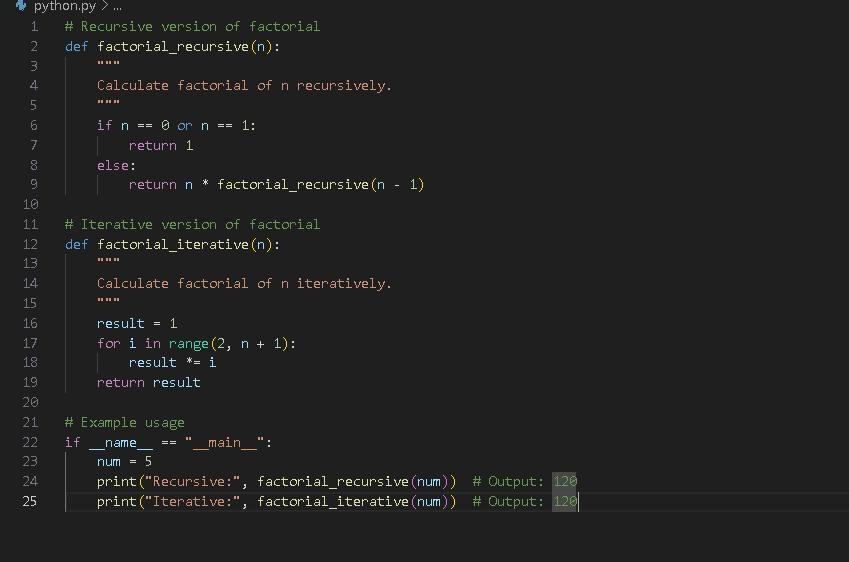 python.py > ...
1 # Recursive version of factorial
2 def factorial_recursive(n):
3     """
4     Calculate factorial of n recursively.
5     """
6     if n == 0 or n == 1:
7         return 1
8     else:
9         return n * factorial_recursive(n - 1)
10
11 # Iterative version of factorial
12 def factorial_iterative(n):
13     """
14     Calculate factorial of n iteratively.
15     """
16     result = 1
17     for i in range(2, n + 1):
18         result *= i
19     return result
20
21 # Example usage
22 if __name__ == "__main__":
23     num = 5
24     print("Recursive:", factorial_recursive(num))  # Output: 120
25     print("Iterative:", factorial_iterative(num))  # Output: 120